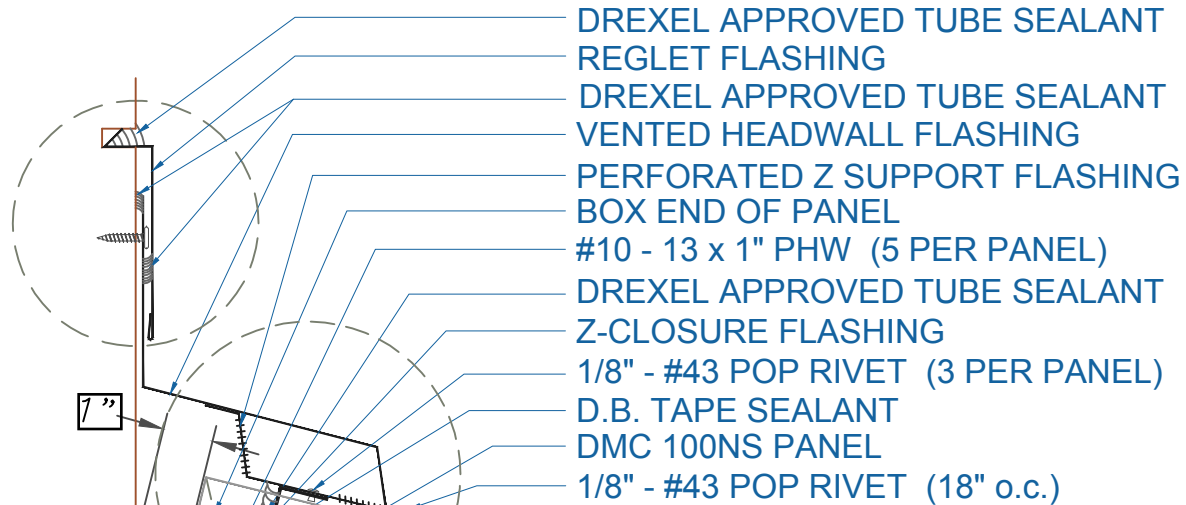 DREXEL APPROVED TUBE SEALANT
REGLET FLASHING
DREXEL APPROVED TUBE SEALANT
VENTED HEADWALL FLASHING
PERFORATED Z SUPPORT FLASHING
BOX END OF PANEL
#10 - 13 x 1" PHW (5 PER PANEL)
DREXEL APPROVED TUBE SEALANT
Z-CLOSURE FLASHING
1/8" - #43 POP RIVET (3 PER PANEL)
D.B. TAPE SEALANT
1"
DMC 100NS PANEL
1/8" - #43 POP RIVET (18" o.c.)